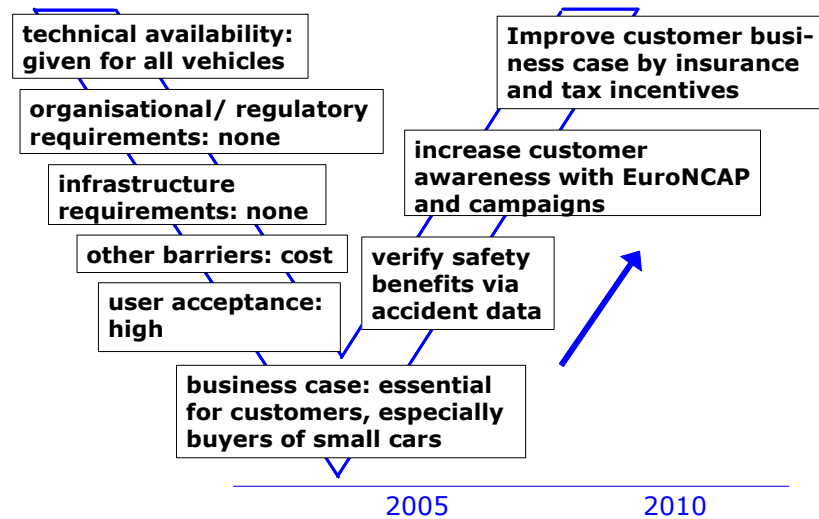 technical availability:
given for all vehicles
organisational/ regulatory
requirements: none
infrastructure
requirements: none
other barriers: cost
user acceptance:
high
business case: essential
for customers, especially
buyers of small cars
verify safety
benefits via
accident data
increase customer
awareness with EuroNCAP
and campaigns
Improve customer busi-
ness case by insurance
and tax incentives
2005
2010